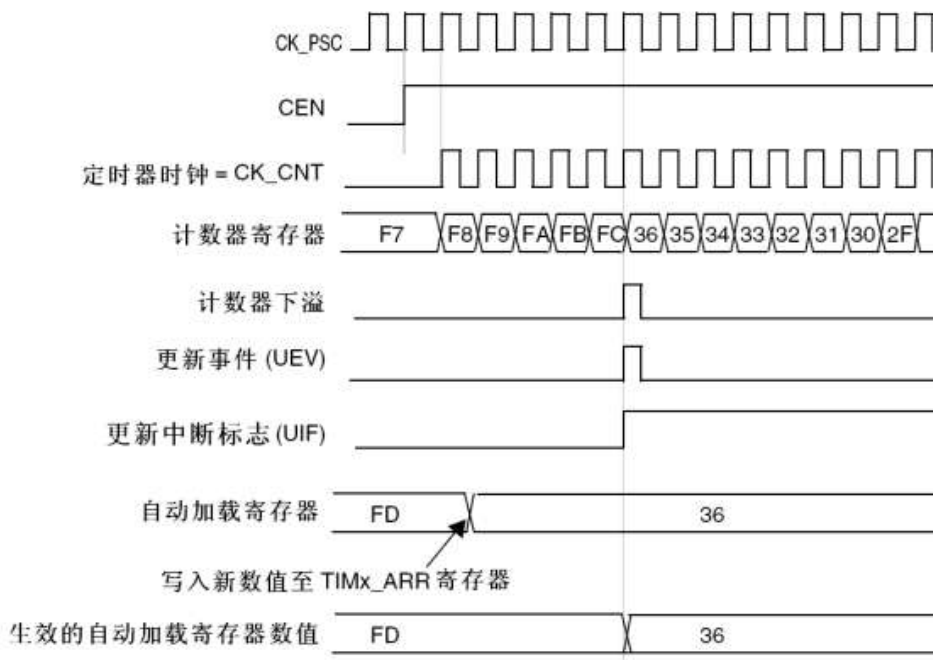 CK_PSC
CEN
定时器时钟 = CK_CNT
计数器寄存器 F7 F8 F9 FA FB FC 36 35 34 33 32 31 30 2F
计数器下溢
更新事件 (UEV)
更新中断标志 (UIF)
自动加载寄存器 FD 36
写入新数值至 TIMx_ARR 寄存器
生效的自动加载寄存器数值 FD 36